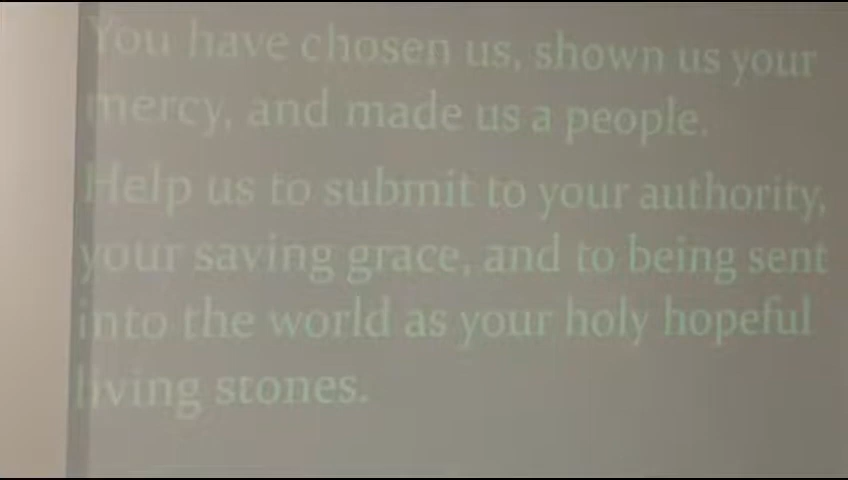 You have chosen us, shown us your
mercy, and made us a people.
Help us to submit to your authority,
your saving grace, and to being sent
into the world as your holy hopeful
living stones.